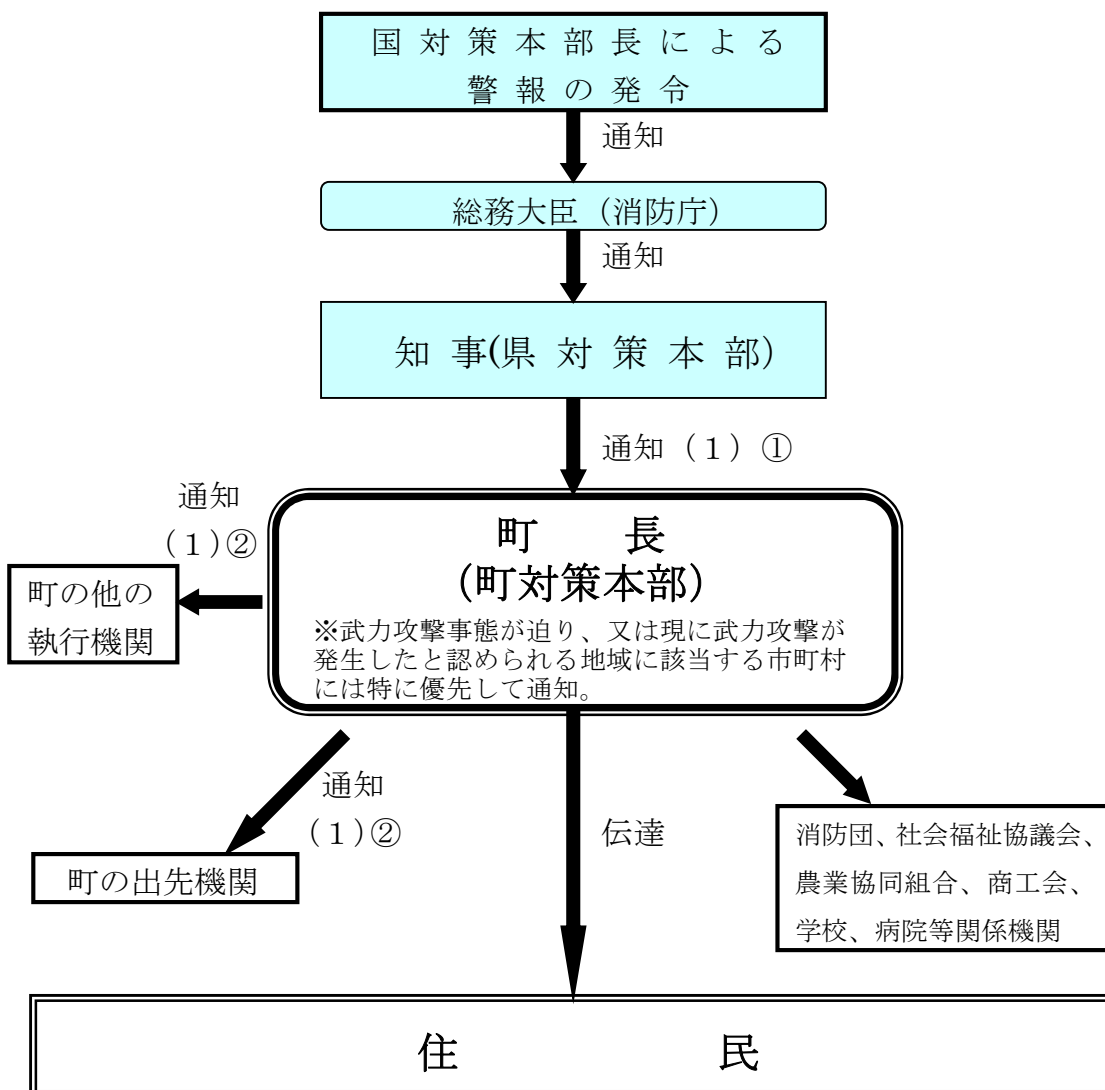 国対策本部長による
警報の発令
通知
総務大臣（消防庁）
通知
知事(県対策本部)
通知（１）①
通知
（１）②
町の他の
執行機関
町　　長
(町対策本部)
※武力攻撃事態が迫り、又は現に武力攻撃が
発生したと認められる地域に該当する市町村
には特に優先して通知。
通知
（１）②
町の出先機関
伝達
消防団、社会福祉協議会、
農業協同組合、商工会、
学校、病院等関係機関
住　　民